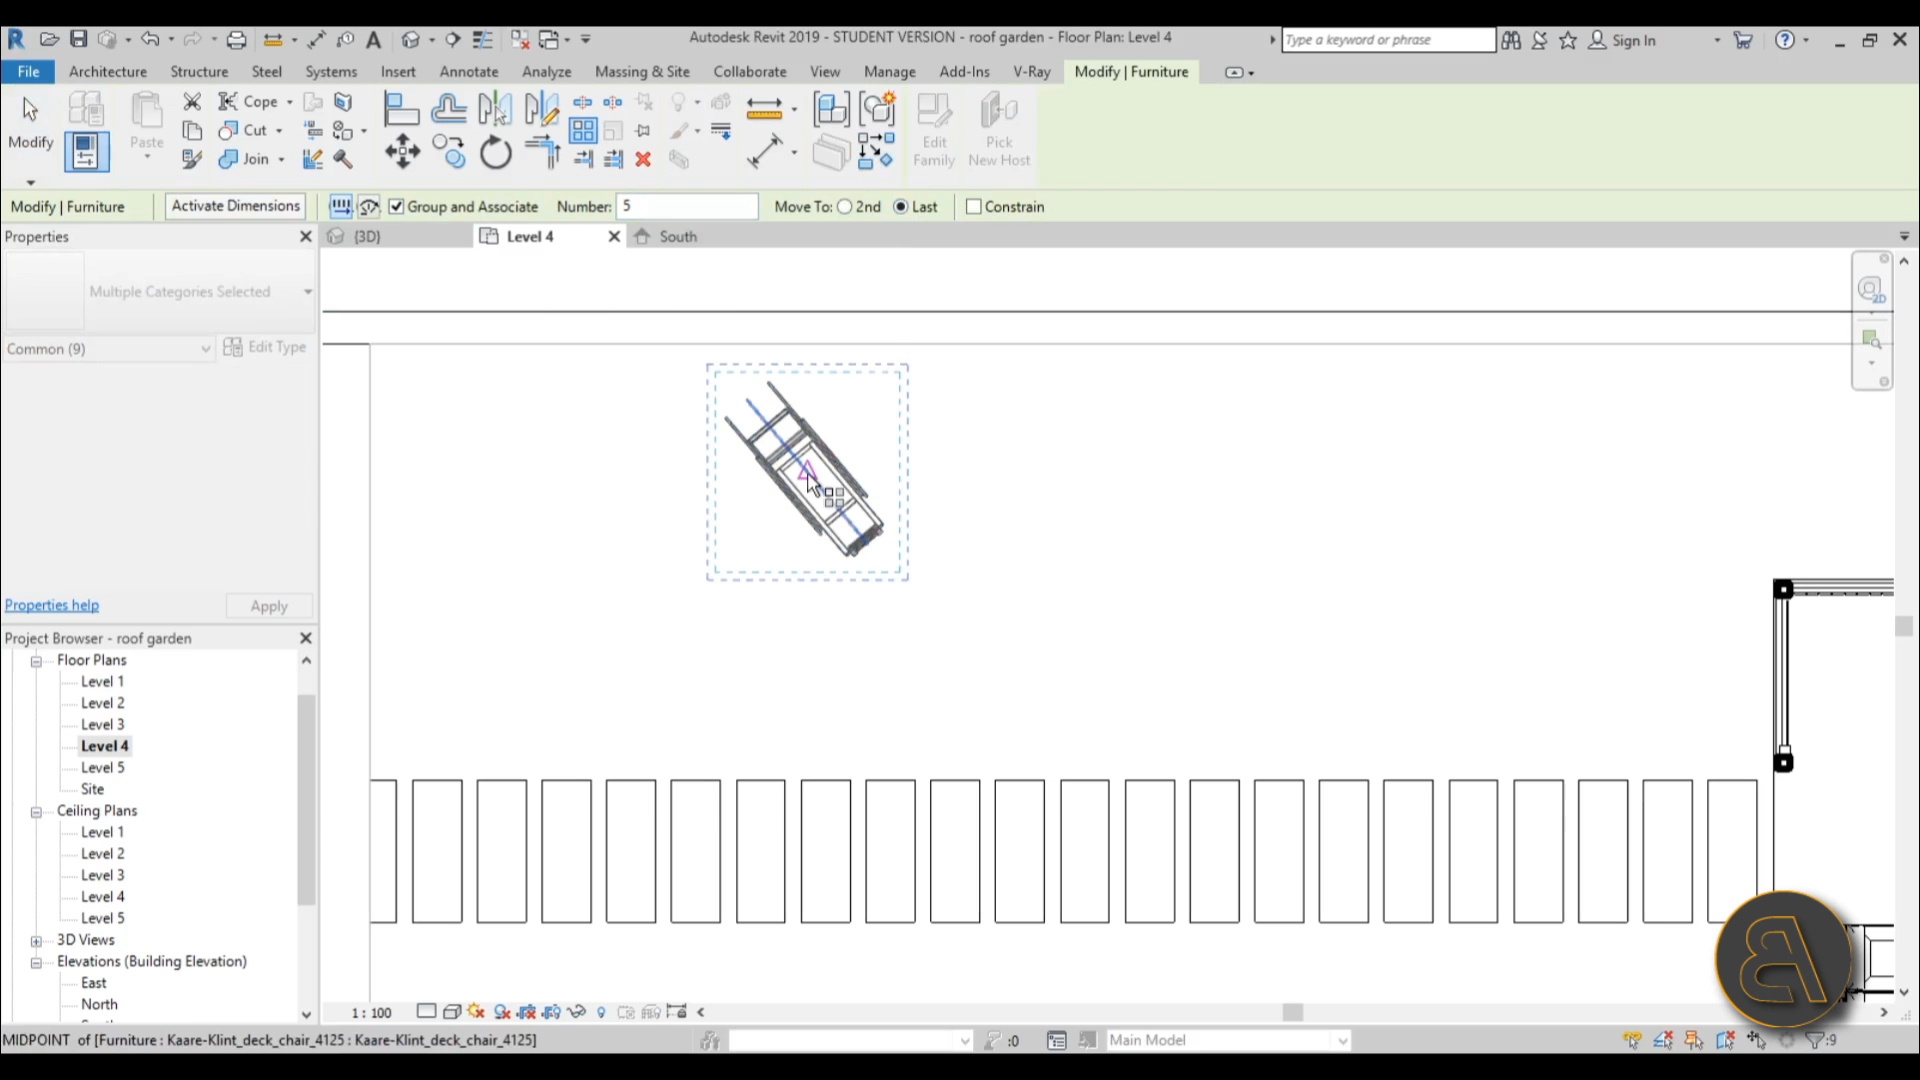 Autodesk Revit 2019 - STUDENT VERSION - roof garden - Floor Plan: Level 4
Type a keyword or phrase
Sign In
File Architecture Structure Steel Systems Insert Annotate Analyze Massing & Site Collaborate View Manage Add-Ins V-Ray Modify | Furniture
Modify
Paste
Cope
Cut
Join
Edit
Family
Pick
New Host
Modify | Furniture Activate Dimensions Group and Associate Number: 5 Move To: 2nd Last Constrain
Properties
{3D} Level 4 South
2D
Multiple Categories Selected
Common (9) Edit Type
Properties help Apply
Project Browser - roof garden
Floor Plans
Level 1
Level 2
Level 3
Level 4
Level 5
Site
Ceiling Plans
Level 1
Level 2
Level 3
Level 4
Level 5
3D Views
Elevations (Building Elevation)
East
North
1 : 100
MIDPOINT of [Furniture : Kaare-Klint_deck_chair_4125 : Kaare-Klint_deck_chair_4125]
:0 Main Model :9